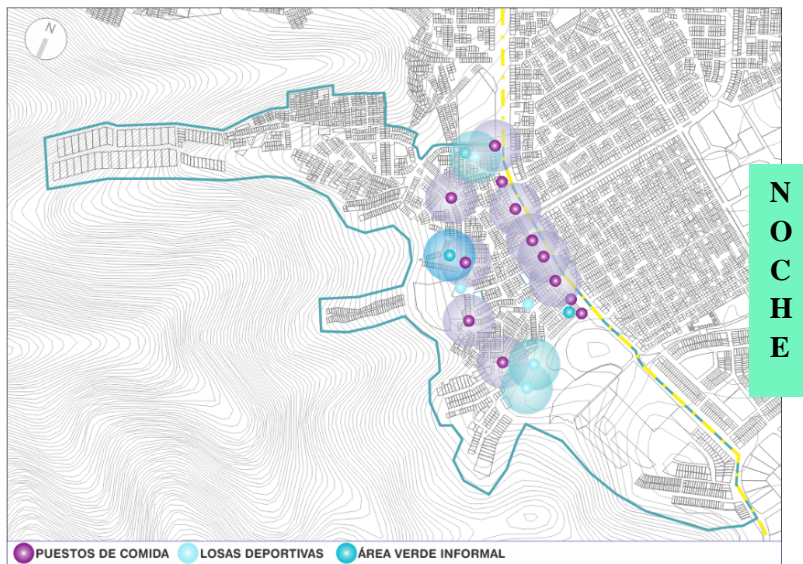 N
N
O
C
H
E
PUESTOS DE COMIDA LOSAS DEPORTIVAS ÁREA VERDE INFORMAL